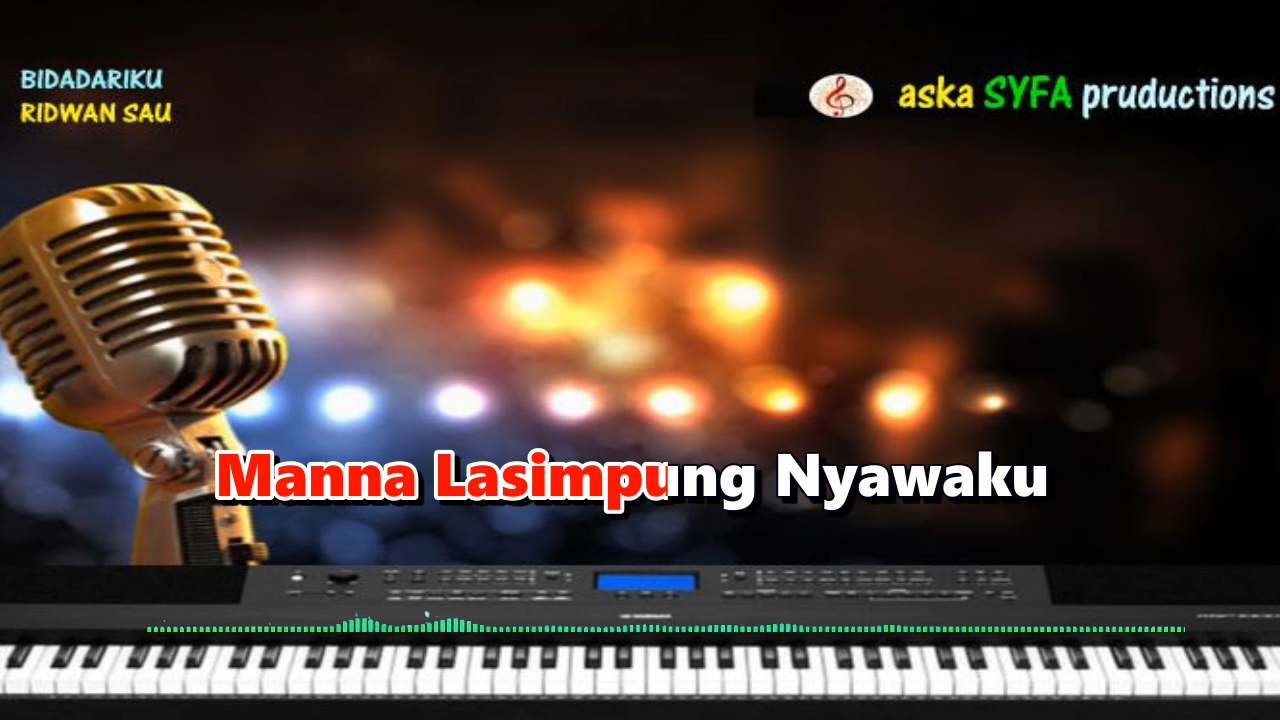 BIDADARIKU
RIDWAN SAU
aska SYFA pruductions
Manna Lasimpung Nyawaku